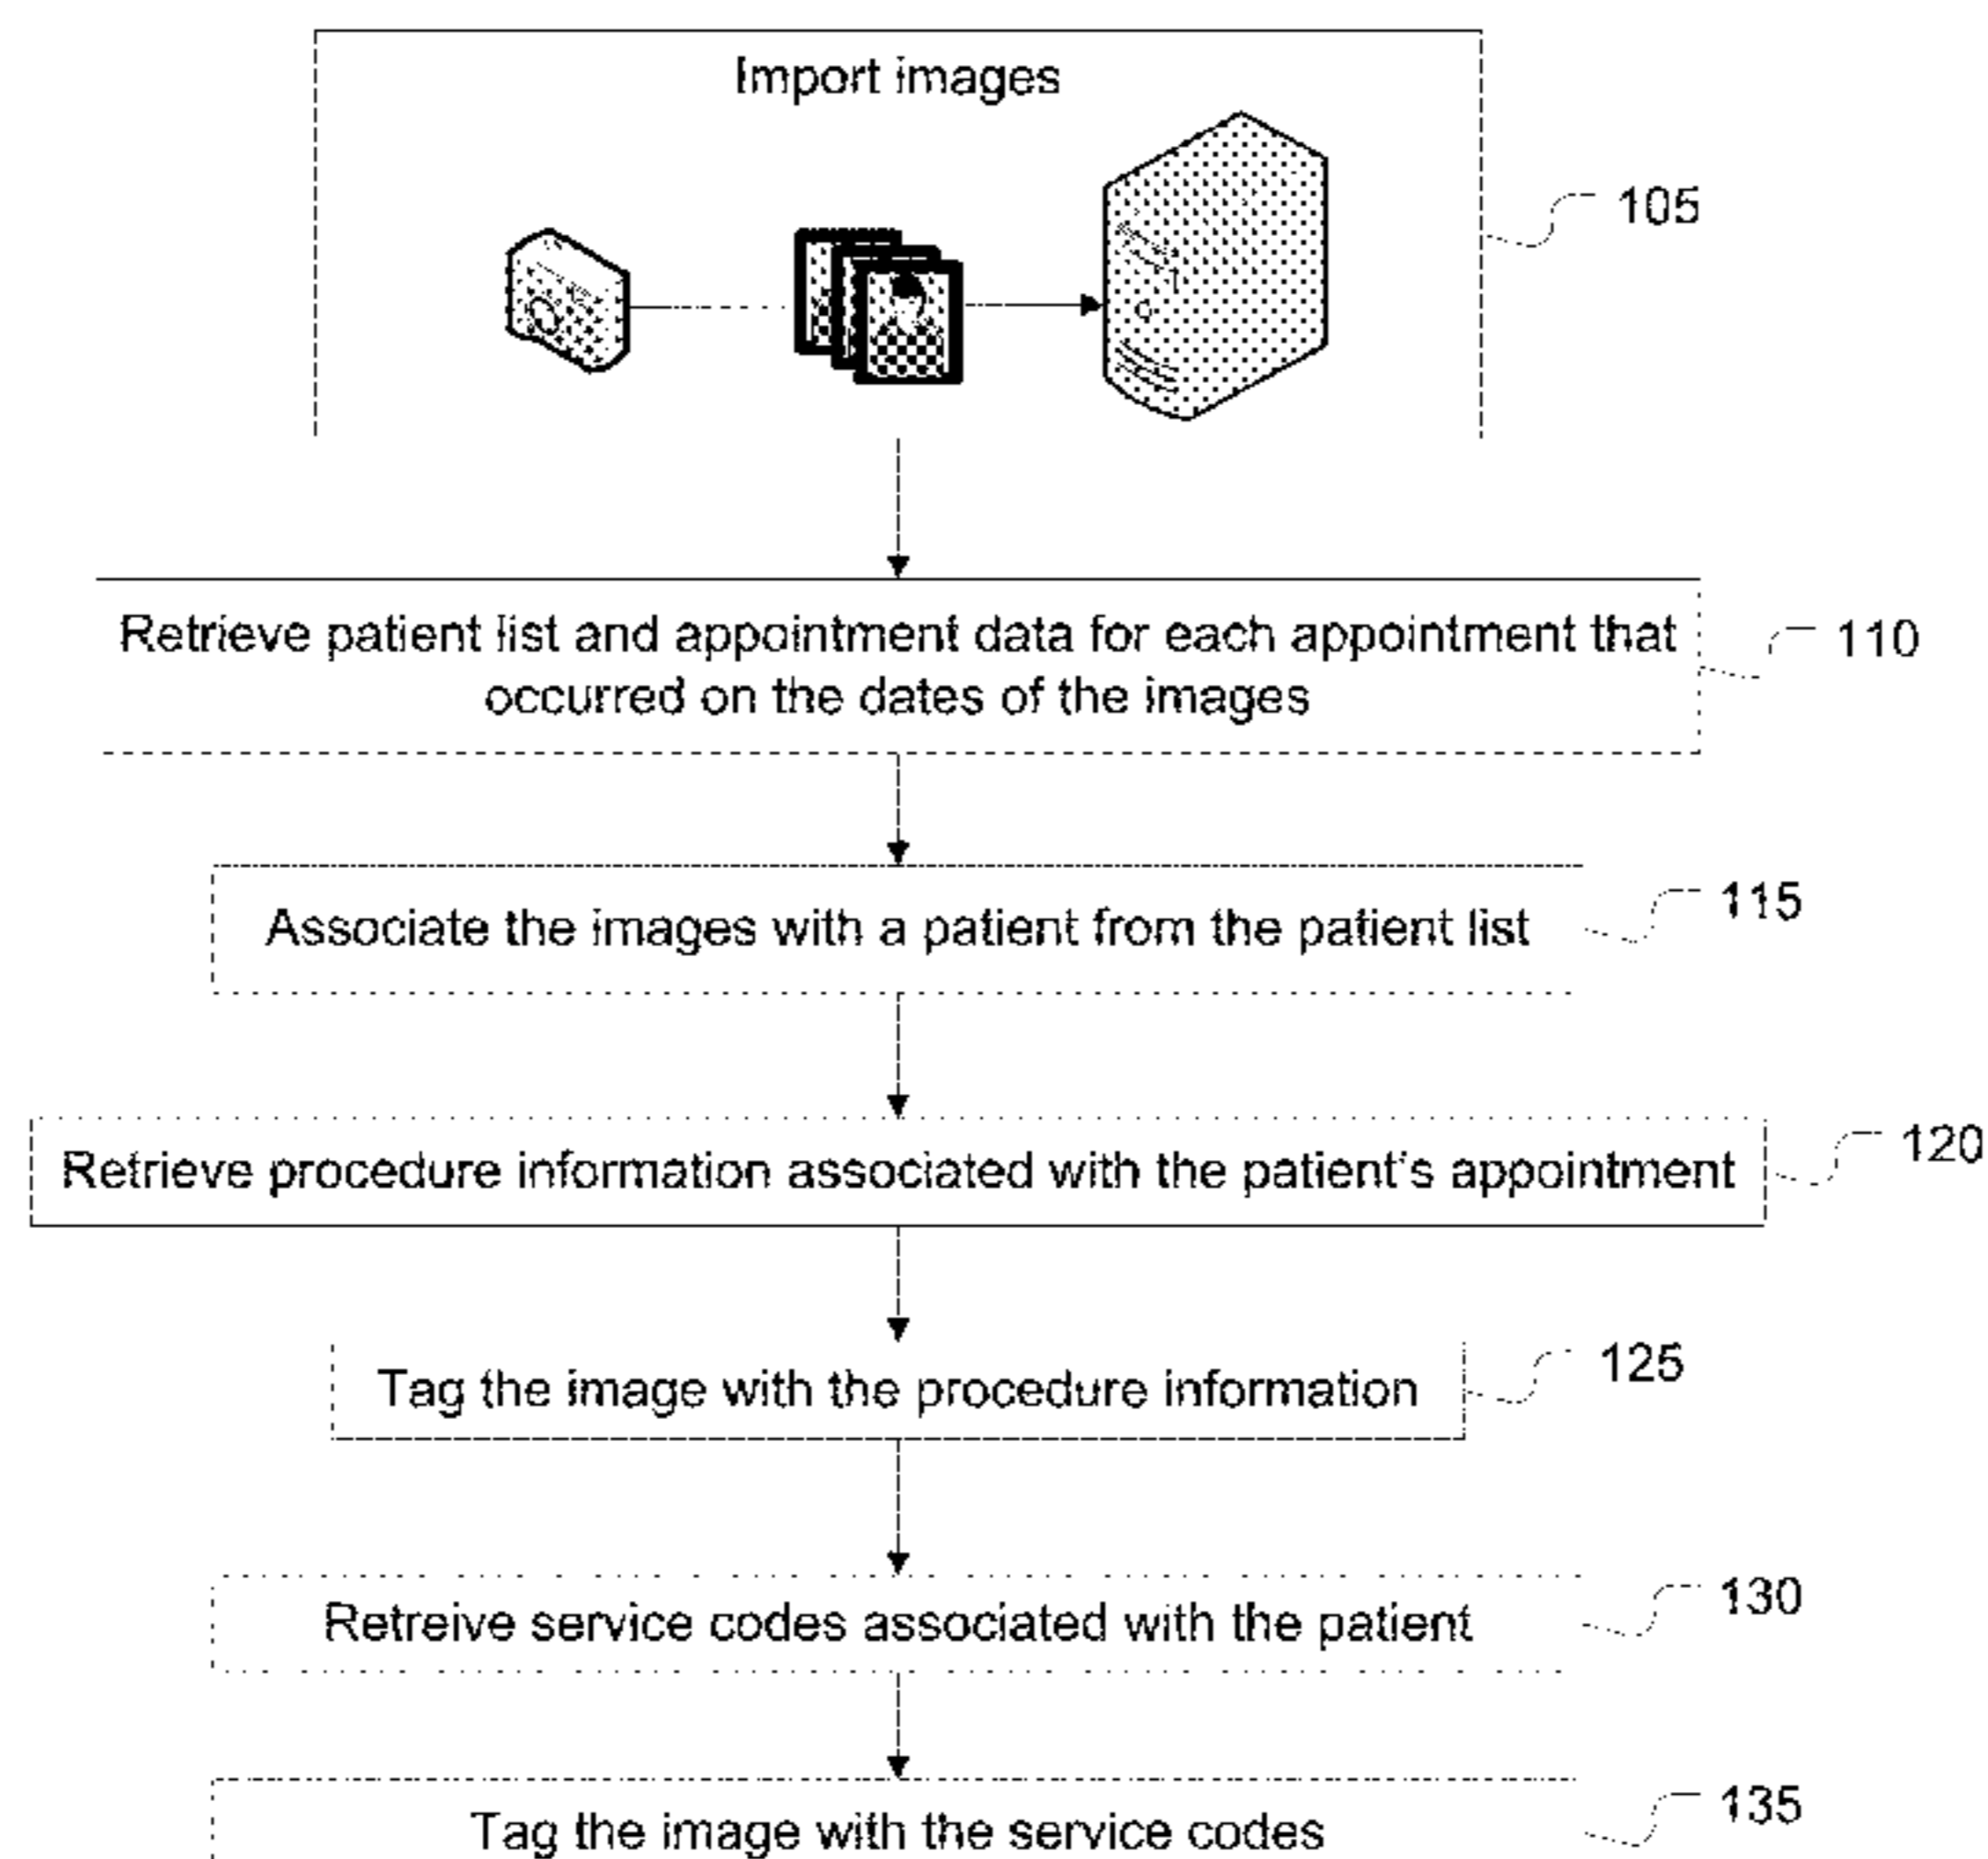 Import images
105
Retrieve patient list and appointment data for each appointment that
occurred on the dates of the images
110
Associate the images with a patient from the patient list
115
Retrieve procedure information associated with the patient's appointment
120
Tag the image with the procedure information
125
Retreive service codes associated with the patient
130
Tag the image with the service codes
135